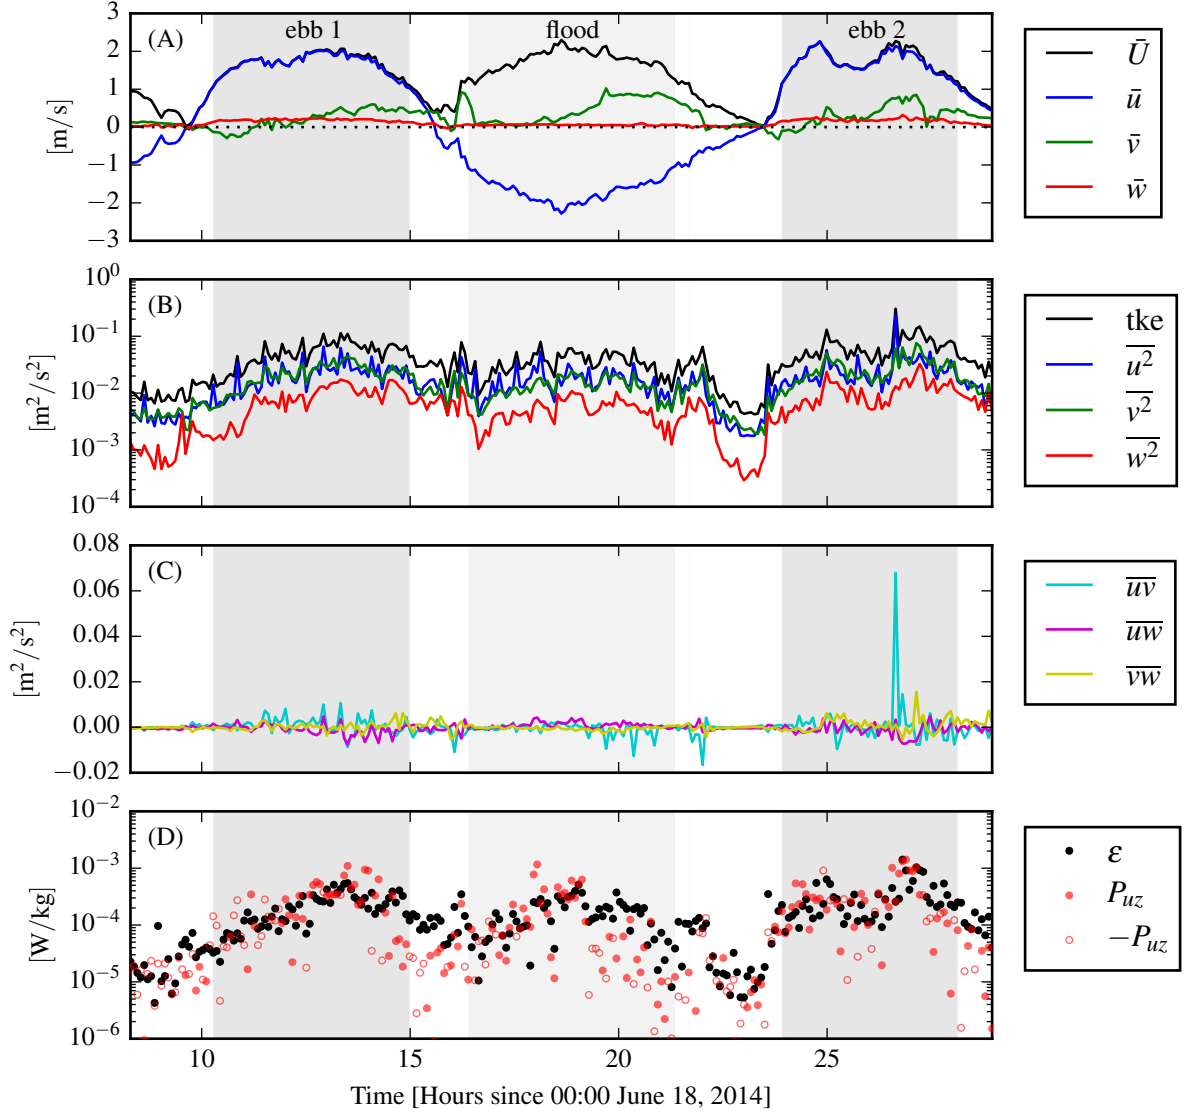 (A)
ebb 1
flood
ebb 2
3
2
1
0
−1
−2
−3
[m/s]
Ū
ū
v̄
w̄
(B)
10⁰
10⁻¹
10⁻²
10⁻³
10⁻⁴
[m²/s²]
tke
u²
v²
w²
(C)
0.08
0.06
0.04
0.02
0.00
−0.02
[m²/s²]
uv
uw
vw
(D)
10⁻²
10⁻³
10⁻⁴
10⁻⁵
10⁻⁶
[W/kg]
ε
P_uz
−P_uz
10
15
20
25
Time [Hours since 00:00 June 18, 2014]